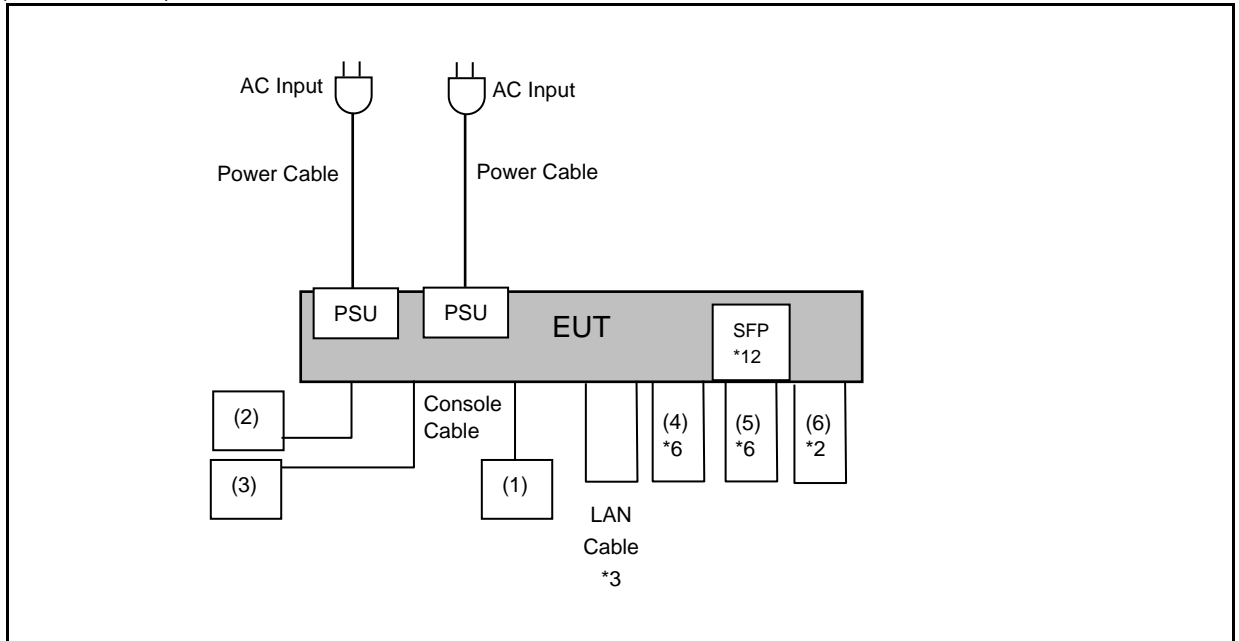 AC Input
AC Input
Power Cable
Power Cable
PSU
PSU
EUT
SFP
*12
(2)
Console
Cable
(4)
*6
(5)
*6
(6)
*2
(3)
(1)
LAN
Cable
*3